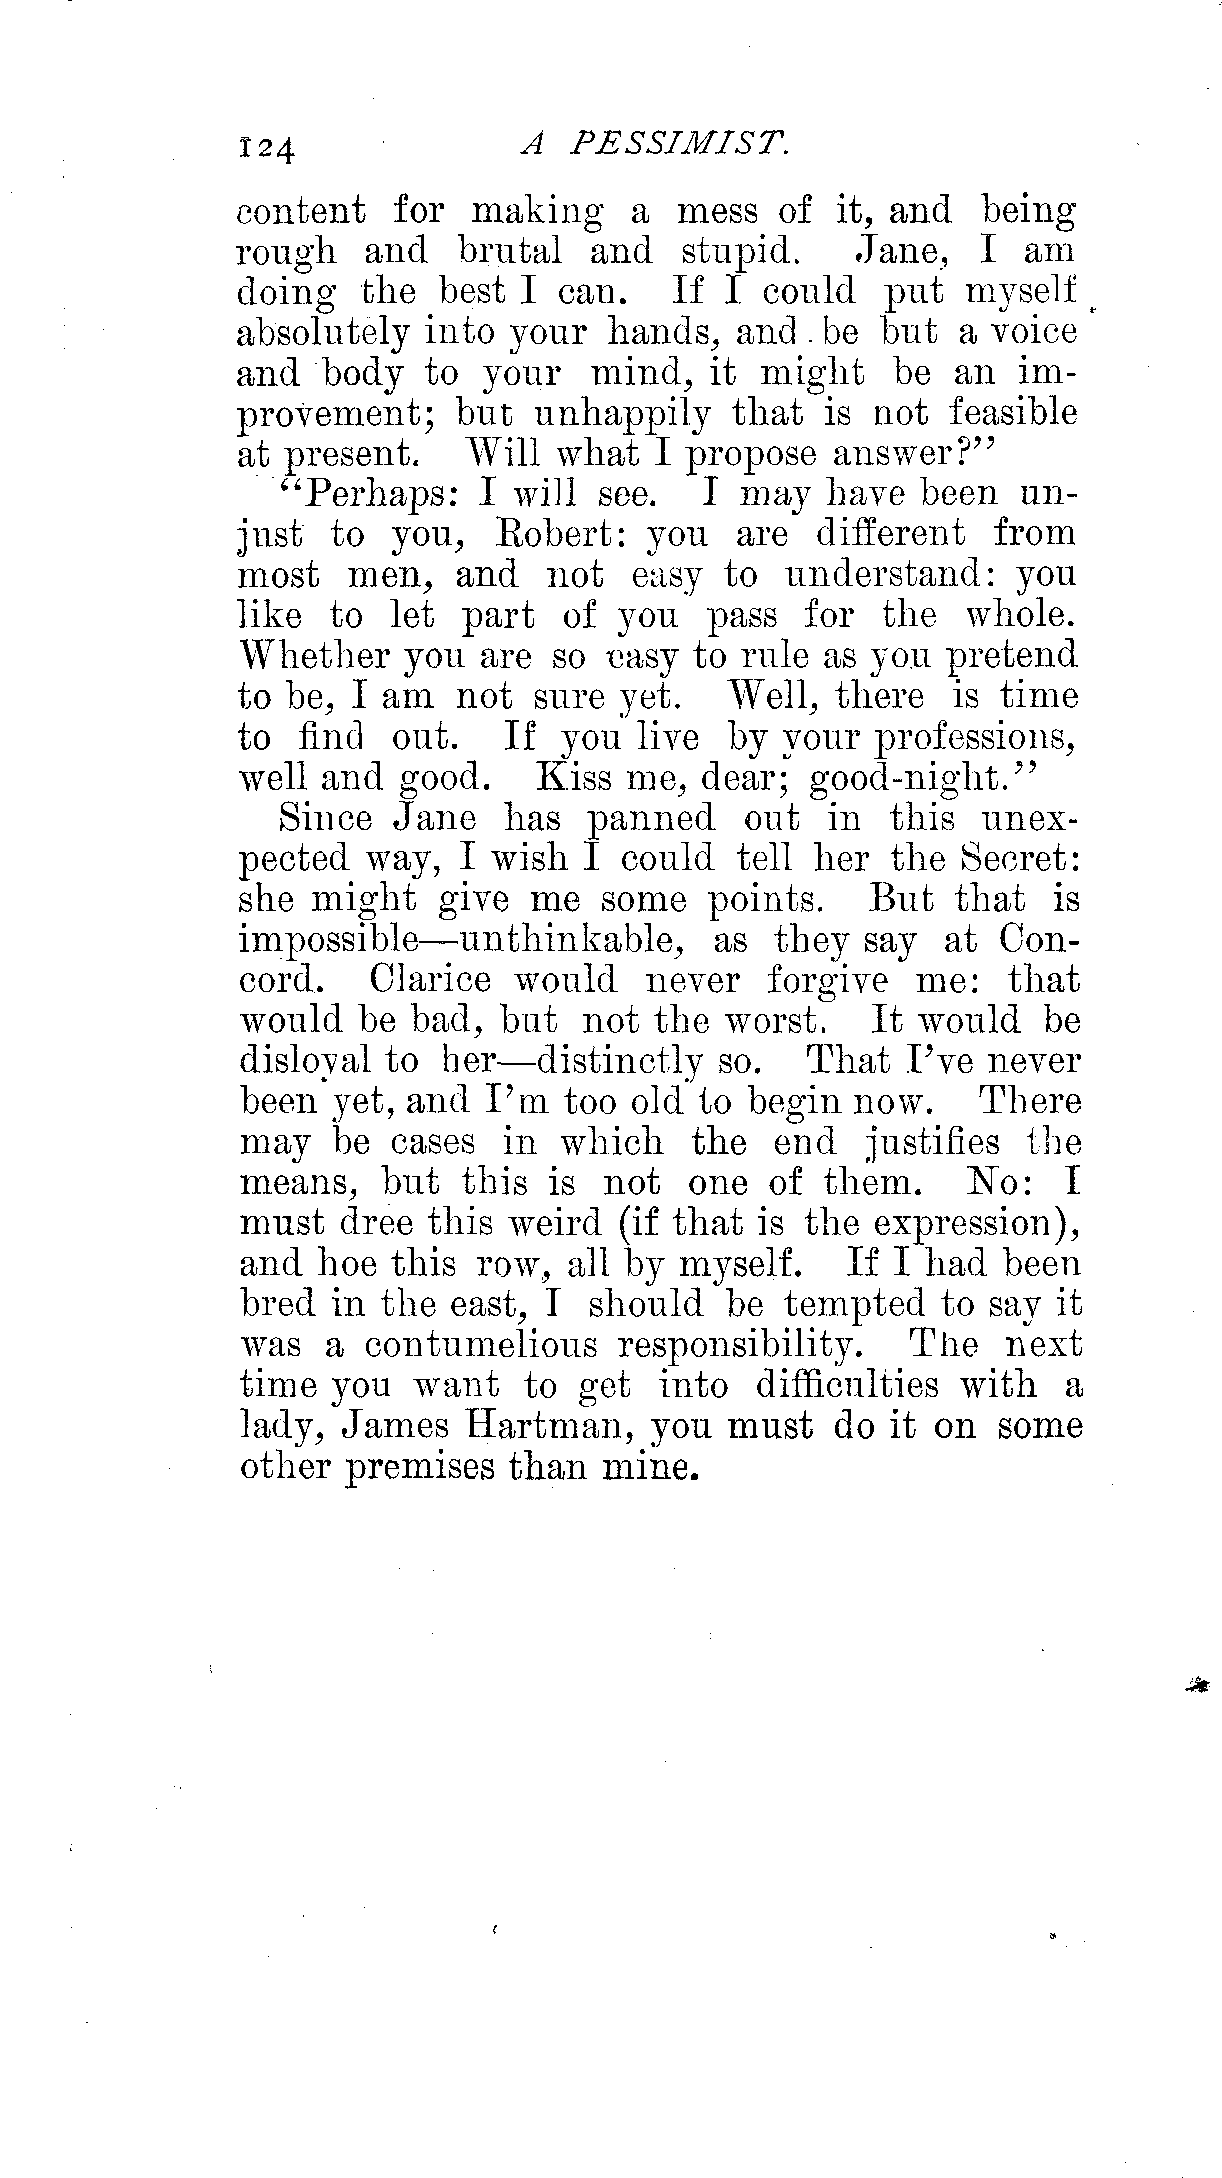 124 A PESSIMIST.
content for making a mess of it, and being
rough and brutal and stupid. Jane, I am
doing the best I can. If I could put myself
absolutely into your hands, and be but a voice
and body to your mind, it might be an im-
provement; but unhappily that is not feasible
at present. Will what I propose answer?"
"Perhaps: I will see. I may have been un-
just to you, Robert: you are different from
most men, and not easy to understand: you
like to let part of you pass for the whole.
Whether you are so easy to rule as you pretend
to be, I am not sure yet. Well, there is time
to find out. If you live by your professions,
well and good. Kiss me, dear; good-night."
Since Jane has panned out in this unex-
pected way, I wish I could tell her the Secret:
she might give me some points. But that is
impossible—unthinkable, as they say at Con-
cord. Clarice would never forgive me: that
would be bad, but not the worst. It would be
disloyal to her—distinctly so. That I've never
been yet, and I'm too old to begin now. There
may be cases in which the end justifies the
means, but this is not one of them. No: I
must dree this weird (if that is the expression),
and hoe this row, all by myself. If I had been
bred in the east, I should be tempted to say it
was a contumelious responsibility. The next
time you want to get into difficulties with a
lady, James Hartman, you must do it on some
other premises than mine.